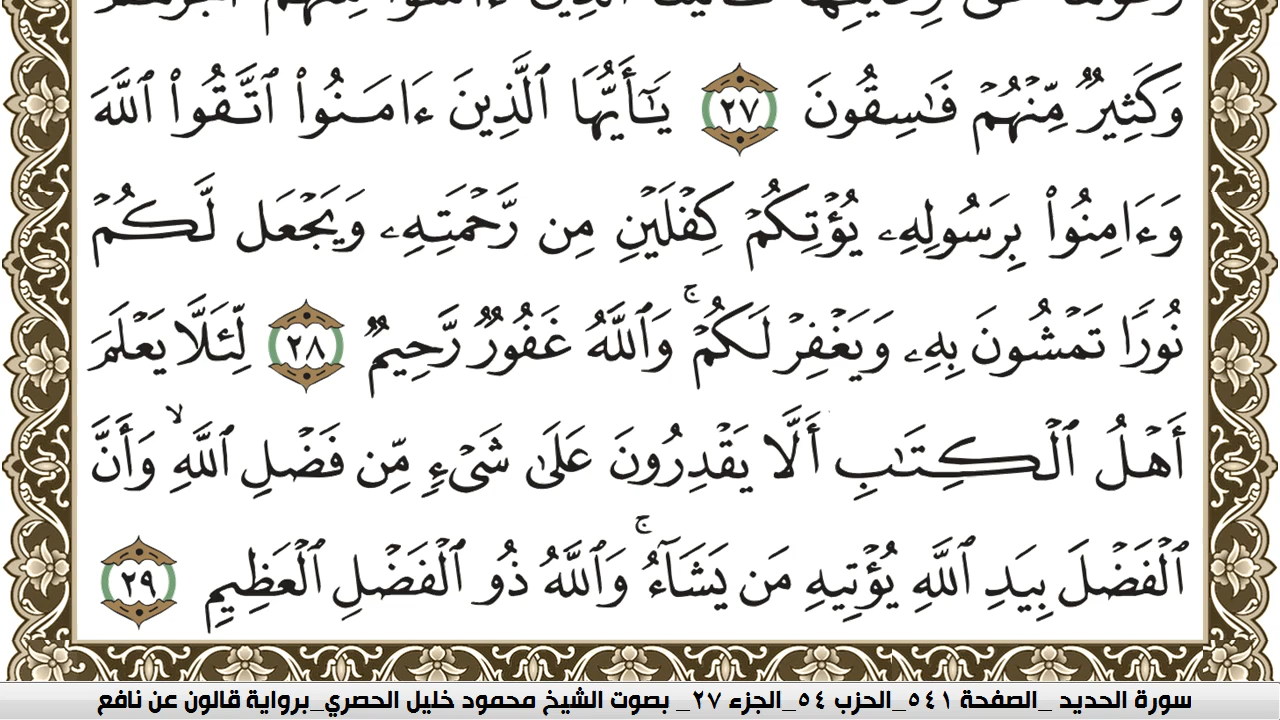 وَكَثِيرٌ مِّنْهُمْ فَٰسِقُونَ ٢٧ يَٰٓأَيُّهَا ٱلَّذِينَ ءَامَنُوا۟ ٱتَّقُوا۟ ٱللَّهَ
وَءَامِنُوا۟ بِرَسُولِهِۦ يُؤْتِكُمْ كِفْلَيْنِ مِن رَّحْمَتِهِۦ وَيَجْعَل لَّكُمْ
نُورًا تَمْشُونَ بِهِۦ وَيَغْفِرْ لَكُمْ ۚ وَٱللَّهُ غَفُورٌ رَّحِيمٌ ٢٨ لِّئَلَّا يَعْلَمَ
أَهْلُ ٱلْكِتَٰبِ أَلَّا يَقْدِرُونَ عَلَىٰ شَىْءٍ مِّن فَضْلِ ٱللَّهِ ۙ وَأَنَّ
ٱلْفَضْلَ بِيَدِ ٱللَّهِ يُؤْتِيهِ مَن يَشَآءُ ۚ وَٱللَّهُ ذُو ٱلْفَضْلِ ٱلْعَظِيمِ ٢٩
سورة الحديد _الصفحة ٥٤١_الحزب ٥٤_الجزء ٢٧_ بصوت الشيخ محمود خليل الحصري_برواية قالون عن نافع